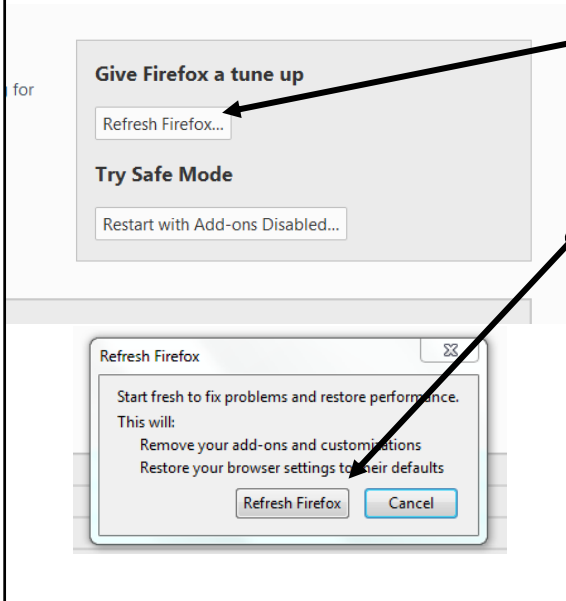 for
Give Firefox a tune up
Refresh Firefox...
Try Safe Mode
Restart with Add-ons Disabled...
Refresh Firefox
Start fresh to fix problems and restore performance.
This will:
Remove your add-ons and customizations
Restore your browser settings to their defaults
Refresh Firefox Cancel